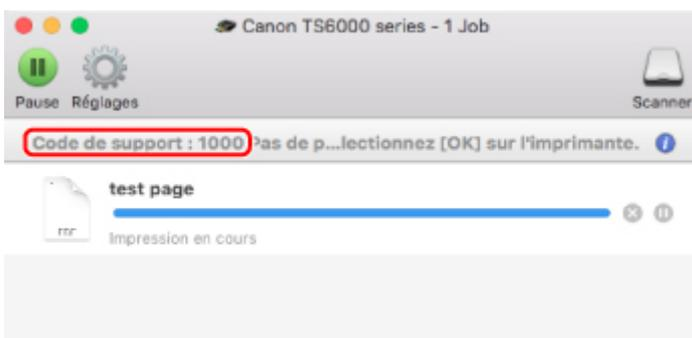 Canon TS6000 series - 1 Job
Pause Réglages Scanner
Code de support : 1000 Pas de p...lectionnez [OK] sur l'imprimante.
test page
Impression en cours